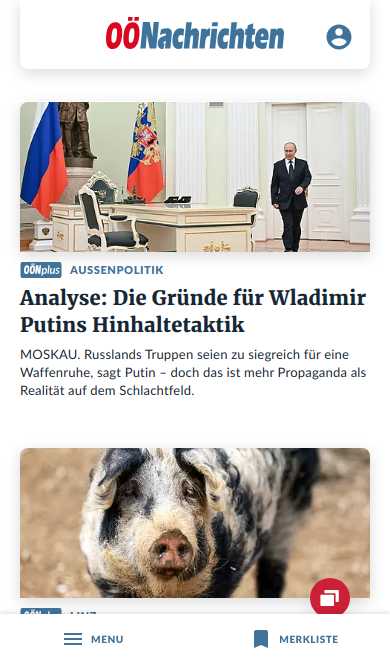 OÖNachrichten
OÖNplus AUSSENPOLITIK
Analyse: Die Gründe für Wladimir
Putins Hinhaltetaktik
MOSKAU. Russlands Truppen seien zu siegreich für eine
Waffenruhe, sagt Putin – doch das ist mehr Propaganda als
Realität auf dem Schlachtfeld.
MENU
MERKLISTE